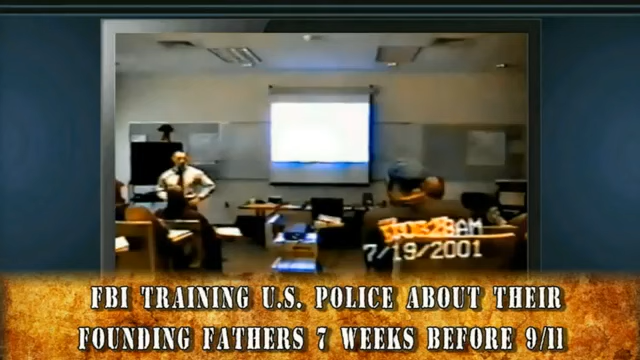 7/19/2001
FBI TRAINING U.S. POLICE ABOUT THEIR
FOUNDING FATHERS 7 WEEKS BEFORE 9/11